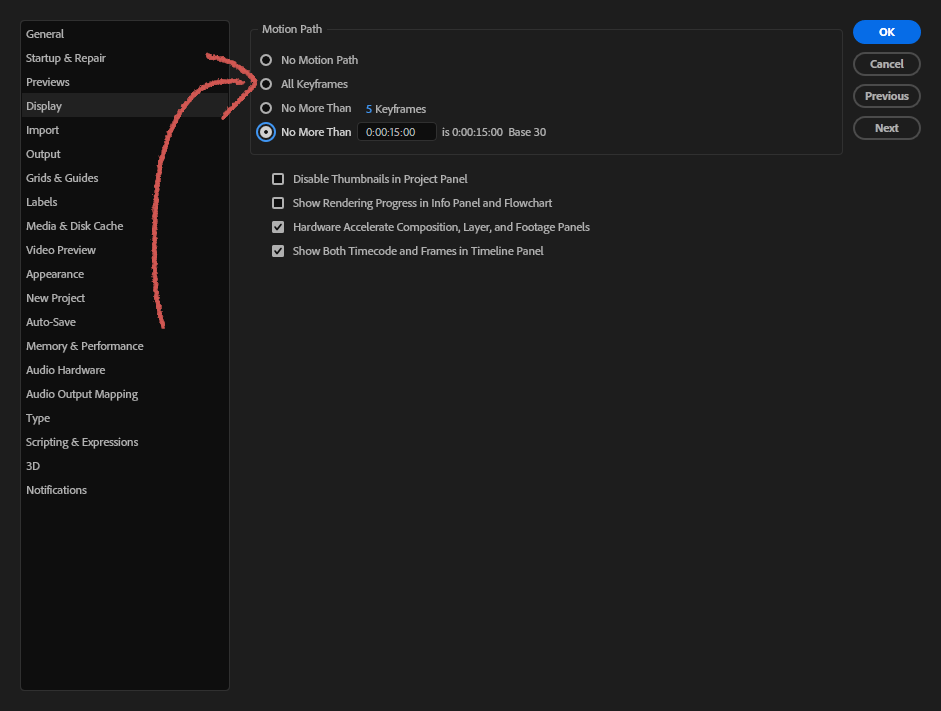 General
Startup & Repair
Previews
Display
Import
Output
Grids & Guides
Labels
Media & Disk Cache
Video Preview
Appearance
New Project
Auto-Save
Memory & Performance
Audio Hardware
Audio Output Mapping
Type
Scripting & Expressions
3D
Notifications
Motion Path
No Motion Path
All Keyframes
No More Than 5 Keyframes
No More Than 0:00:15:00 is 0:00:15:00 Base 30
Disable Thumbnails in Project Panel
Show Rendering Progress in Info Panel and Flowchart
Hardware Accelerate Composition, Layer, and Footage Panels
Show Both Timecode and Frames in Timeline Panel
OK
Cancel
Previous
Next